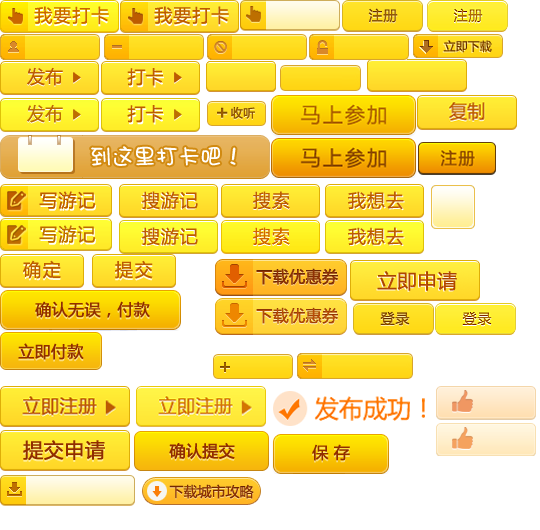 我要打卡 我要打卡 注册 注册
立即下载
发布 打卡
发布 打卡 收听 马上参加 复制
到这里打卡吧！ 马上参加 注册
写游记 搜游记 搜索 我想去
写游记 搜游记 搜索 我想去
确定 提交 下载优惠券 立即申请
确认无误，付款 下载优惠券 登录 登录
立即付款
立即注册 立即注册 发布成功！
提交申请 确认提交 保存
下载城市攻略